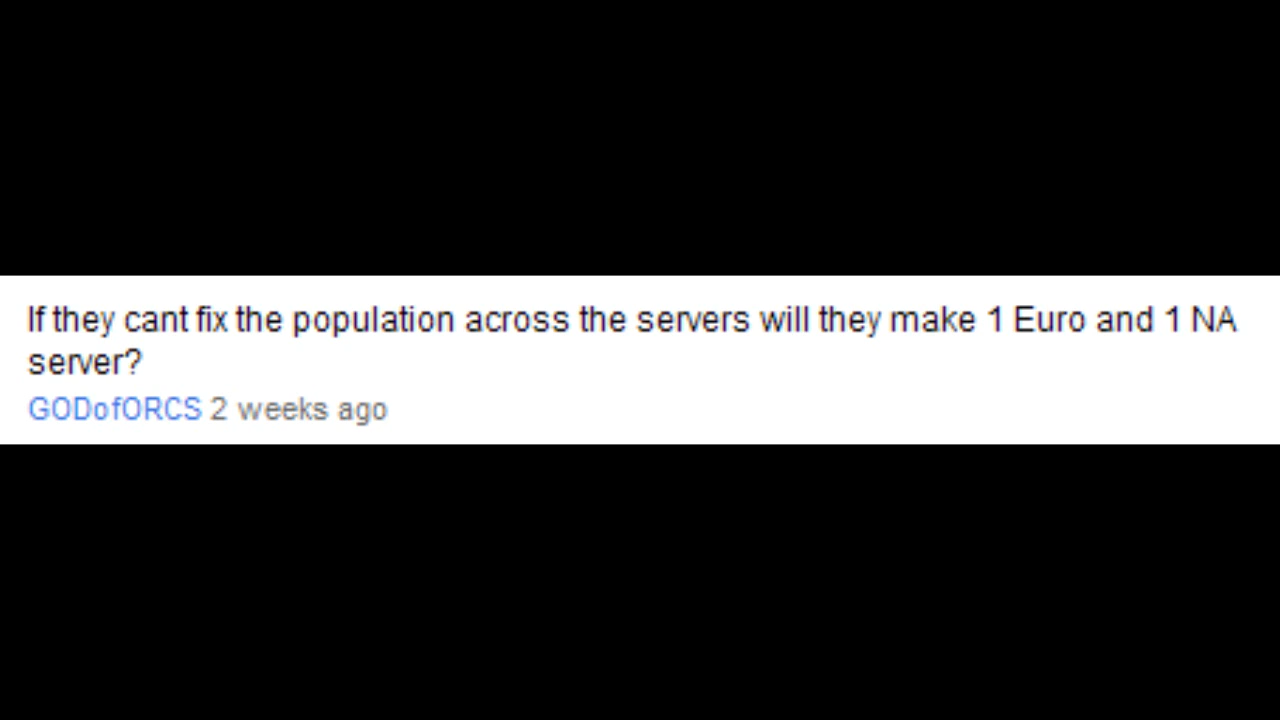 If they cant fix the population across the servers will they make 1 Euro and 1 NA
server?
GODofORCS 2 weeks ago